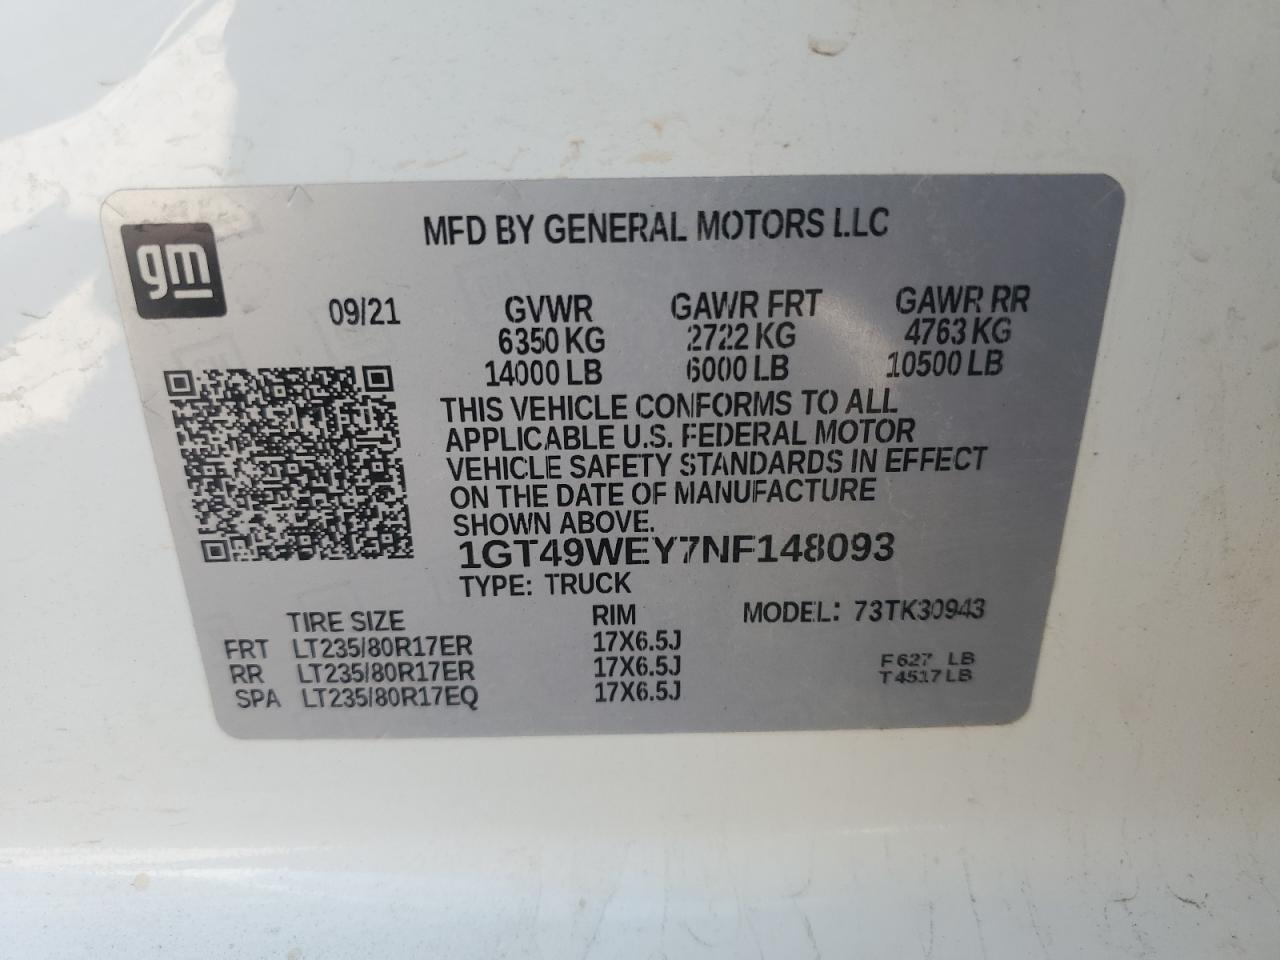 MFD BY GENERAL MOTORS LLC
gm
09/21 GVWR GAWR FRT GAWR RR
6350 KG 2722 KG 4763 KG
14000 LB 6000 LB 10500 LB
THIS VEHICLE CONFORMS TO ALL
APPLICABLE U.S. FEDERAL MOTOR
VEHICLE SAFETY STANDARDS IN EFFECT
ON THE DATE OF MANUFACTURE
SHOWN ABOVE.
1GT49WEY7NF148093
TYPE: TRUCK
TIRE SIZE RIM MODEL: 73TK30943
FRT LT235/80R17ER 17X6.5J
RR LT235/80R17ER 17X6.5J
SPA LT235/80R17EQ 17X6.5J
F627 LB
T4517LB